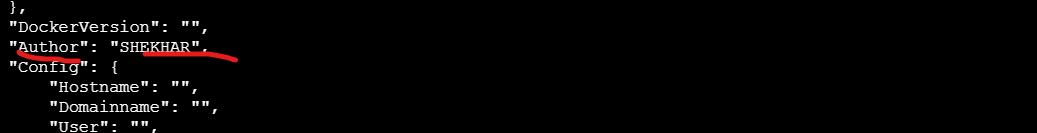 },
"DockerVersion": "",
"Author": "SHEKHAR",
"Config": {
"Hostname": "",
"Domainname": "",
"User": "",